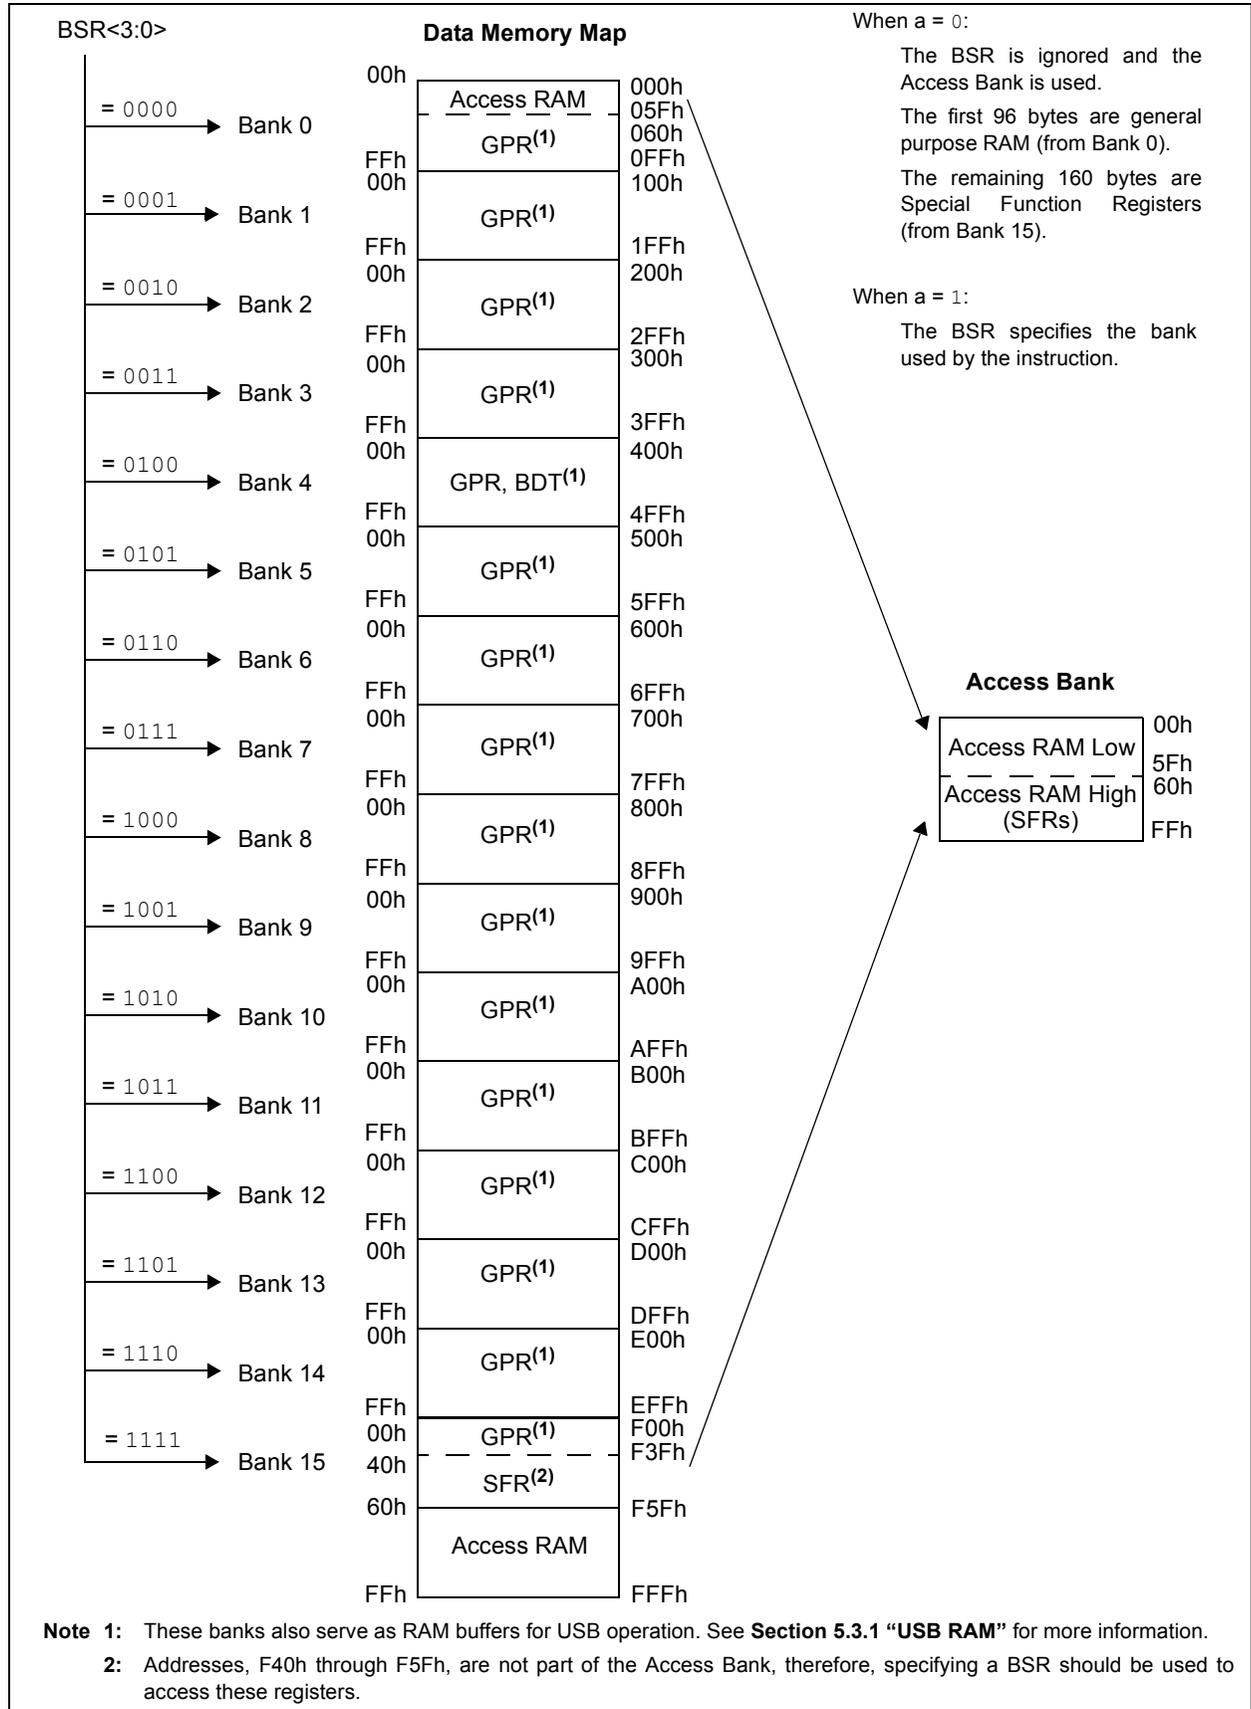 BSR<3:0>
Data Memory Map
When a = 0:
The BSR is ignored and the
Access Bank is used.
The first 96 bytes are general
purpose RAM (from Bank 0).
The remaining 160 bytes are
Special Function Registers
(from Bank 15).
When a = 1:
The BSR specifies the bank
used by the instruction.
= 0000
Bank 0
00h
Access RAM
000h
05Fh
GPR(1)
060h
FFh
0FFh
= 0001
Bank 1
00h
GPR(1)
100h
FFh
1FFh
= 0010
Bank 2
00h
GPR(1)
200h
FFh
2FFh
= 0011
Bank 3
00h
GPR(1)
300h
FFh
3FFh
= 0100
Bank 4
00h
GPR, BDT(1)
400h
FFh
4FFh
= 0101
Bank 5
00h
GPR(1)
500h
FFh
5FFh
= 0110
Bank 6
00h
GPR(1)
600h
FFh
6FFh
= 0111
Bank 7
00h
GPR(1)
700h
FFh
7FFh
= 1000
Bank 8
00h
GPR(1)
800h
FFh
8FFh
= 1001
Bank 9
00h
GPR(1)
900h
FFh
9FFh
= 1010
Bank 10
00h
GPR(1)
A00h
FFh
AFFh
= 1011
Bank 11
00h
GPR(1)
B00h
FFh
BFFh
= 1100
Bank 12
00h
GPR(1)
C00h
FFh
CFFh
= 1101
Bank 13
00h
GPR(1)
D00h
FFh
DFFh
= 1110
Bank 14
00h
GPR(1)
E00h
FFh
EFFh
= 1111
Bank 15
00h
GPR(1)
F00h
F3Fh
40h
SFR(2)
60h
F5Fh
Access RAM
FFh
FFFh
Access Bank
Access RAM Low
00h
5Fh
Access RAM High
(SFRs)
60h
FFh
Note 1: These banks also serve as RAM buffers for USB operation. See Section 5.3.1 “USB RAM” for more information.
2: Addresses, F40h through F5Fh, are not part of the Access Bank, therefore, specifying a BSR should be used to
access these registers.